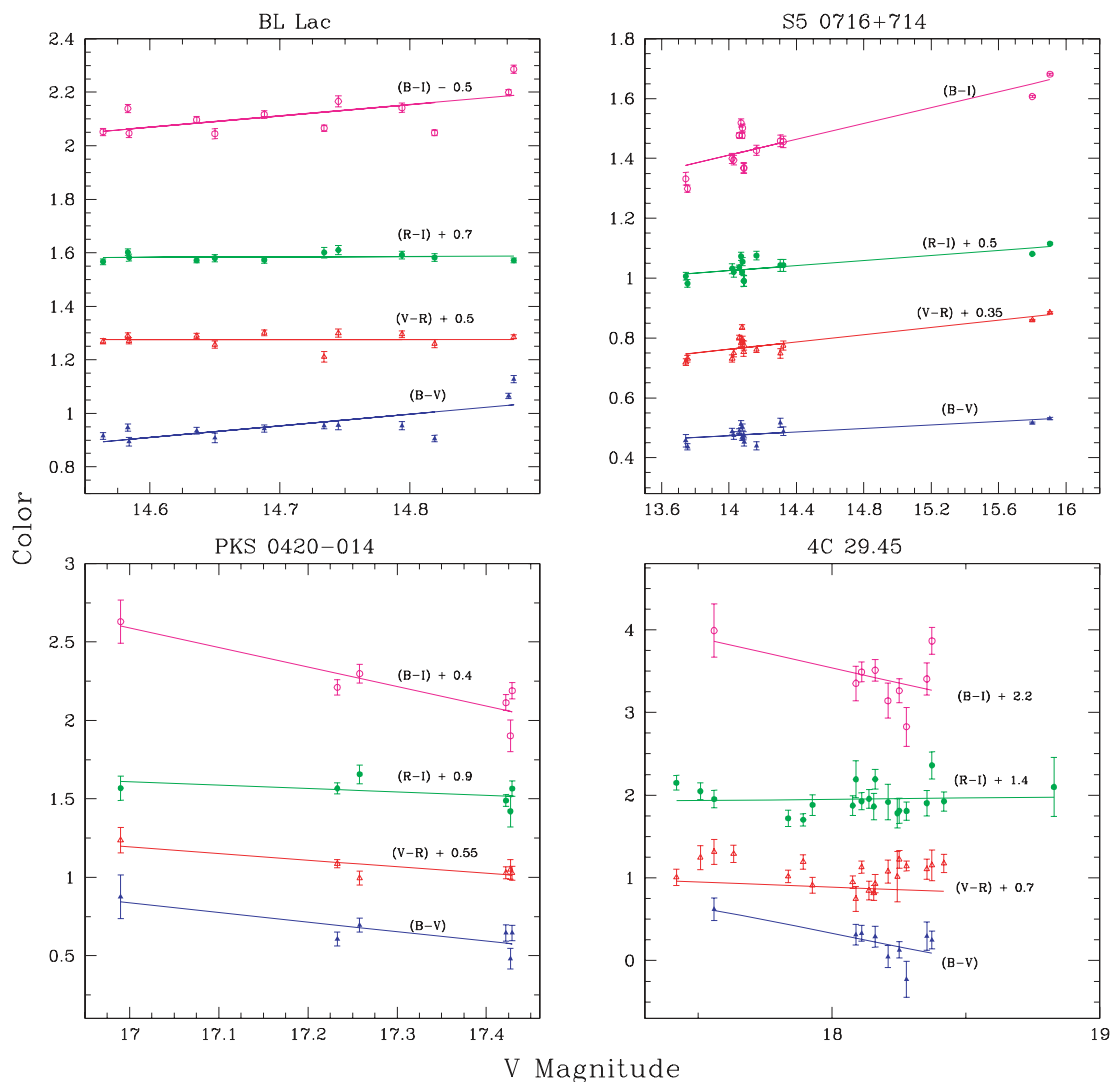 BL Lac
S5 0716+714
2.4
2.2
2
1.8
1.6
1.4
1.2
1
0.8
(B-I) - 0.5
(R-I) + 0.7
(V-R) + 0.5
(B-V)
14.6
14.7
14.8
1.8
1.6
1.4
1.2
1
0.8
0.6
0.4
(B-I)
(R-I) + 0.5
(V-R) + 0.35
(B-V)
13.6
14
14.4
14.8
15.2
15.6
16
Color
PKS 0420-014
4C 29.45
3
2.5
2
1.5
1
0.5
(B-I) + 0.4
(R-I) + 0.9
(V-R) + 0.55
(B-V)
17
17.1
17.2
17.3
17.4
4
3
2
1
0
(B-I) + 2.2
(R-I) + 1.4
(V-R) + 0.7
(B-V)
18
19
V Magnitude